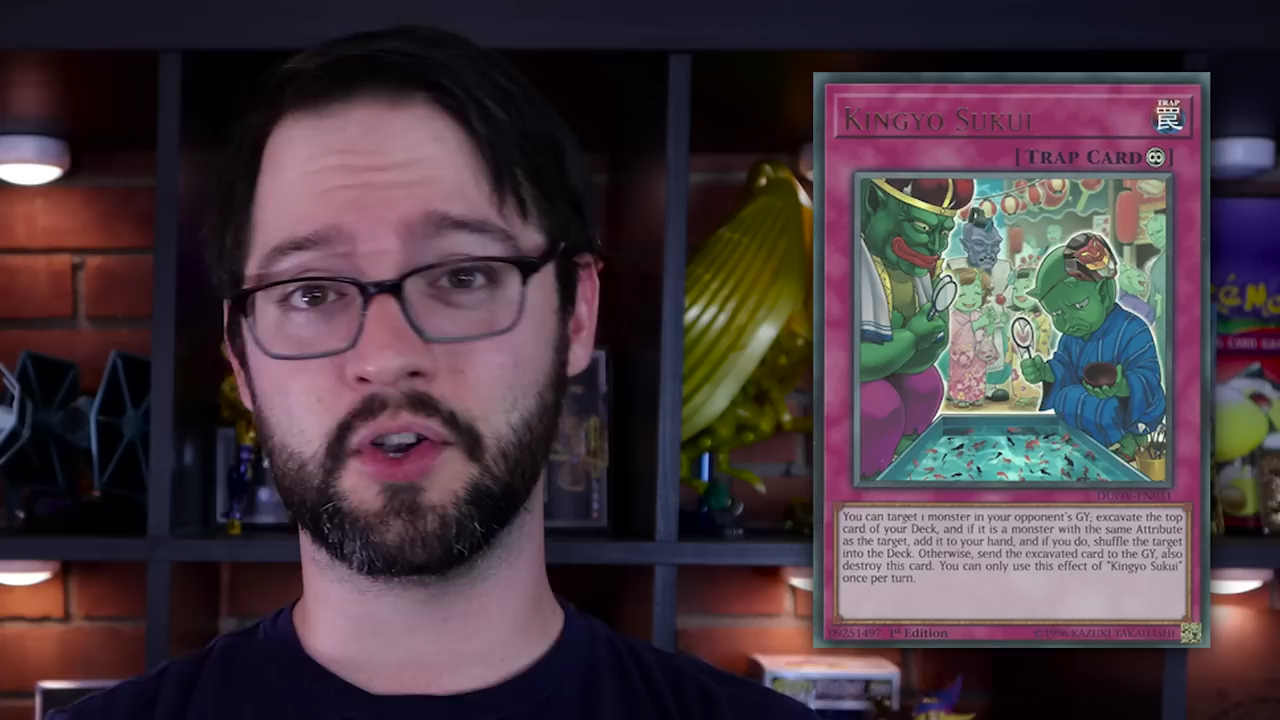 KINGYO SUKUI
TRAP
罠
[TRAP CARD]
DUOV-EN031
You can target 1 monster in your opponent's GY; excavate the top
card of your Deck, and if it is a monster with the same Attribute
as the target, add it to your hand, and if you do, shuffle the target
into the Deck. Otherwise, send the excavated card to the GY, also
destroy this card. You can only use this effect of "Kingyo Sukui"
once per turn.
09251497 1st Edition ©1996 KAZUKI TAKAHASHI